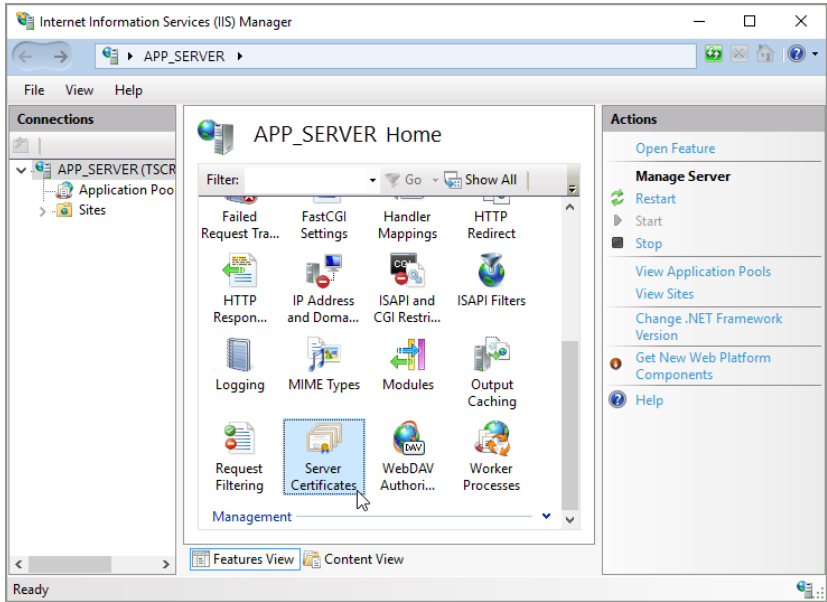 Internet Information Services (IIS) Manager
APP_SERVER
File View Help
Connections
APP_SERVER (TSCR
Application Poo
Sites
APP_SERVER Home
Filter: Go Show All
Failed
Request Tra...
FastCGI
Settings
Handler
Mappings
HTTP
Redirect
HTTP
Respon...
IP Address
and Doma...
ISAPI and
CGI Restri...
ISAPI Filters
Logging
MIME Types
Modules
Output
Caching
Request
Filtering
Server
Certificates
DAV
WebDAV
Authori...
Worker
Processes
Management
Features View Content View
Actions
Open Feature
Manage Server
Restart
Start
Stop
View Application Pools
View Sites
Change .NET Framework
Version
Get New Web Platform
Components
Help
Ready